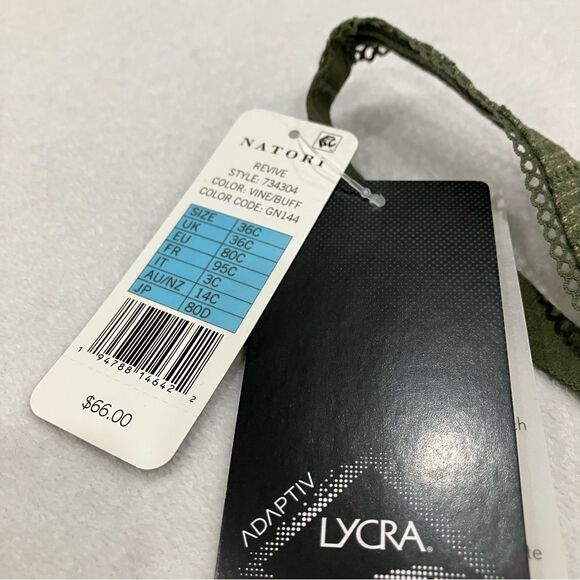 NATORI
REVIVE
STYLE: 734304
COLOR: VINE/BUFF
COLOR CODE: GN144
SIZE 36C
UK 36C
EU 80C
FR 95C
IT 3C
AU/NZ 14C
JP 80D
1 94788 14642 2
$66.00
ADAPTIV
LYCRA®